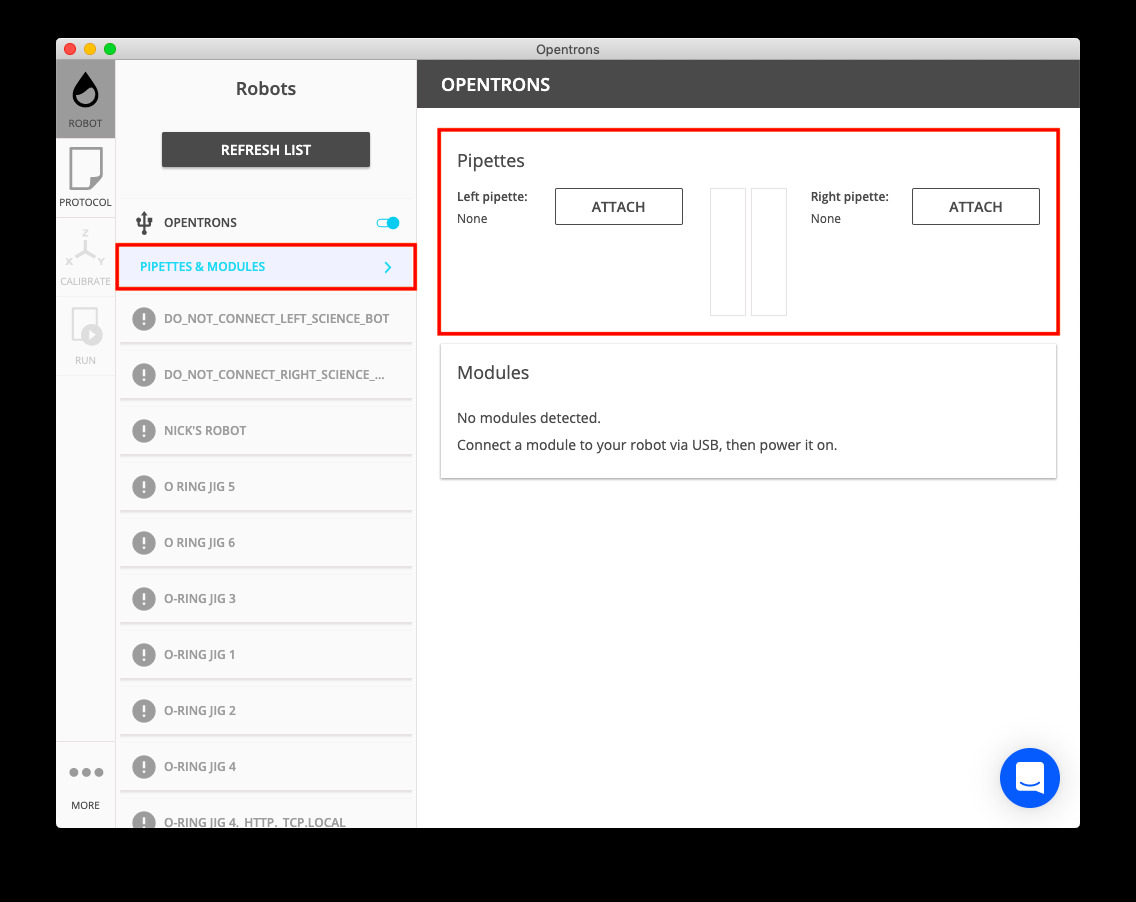 Opentrons
ROBOT
PROTOCOL
Z
X Y
CALIBRATE
RUN
MORE
Robots
REFRESH LIST
OPENTRONS
PIPETTES & MODULES
DO_NOT_CONNECT_LEFT_SCIENCE_BOT
DO_NOT_CONNECT_RIGHT_SCIENCE_...
NICK'S ROBOT
O RING JIG 5
O RING JIG 6
O-RING JIG 3
O-RING JIG 1
O-RING JIG 2
O-RING JIG 4
O-RING JIG 4._HTTP._TCP.LOCAL
OPENTRONS
Pipettes
Left pipette:
None
ATTACH
Right pipette:
None
ATTACH
Modules
No modules detected.
Connect a module to your robot via USB, then power it on.